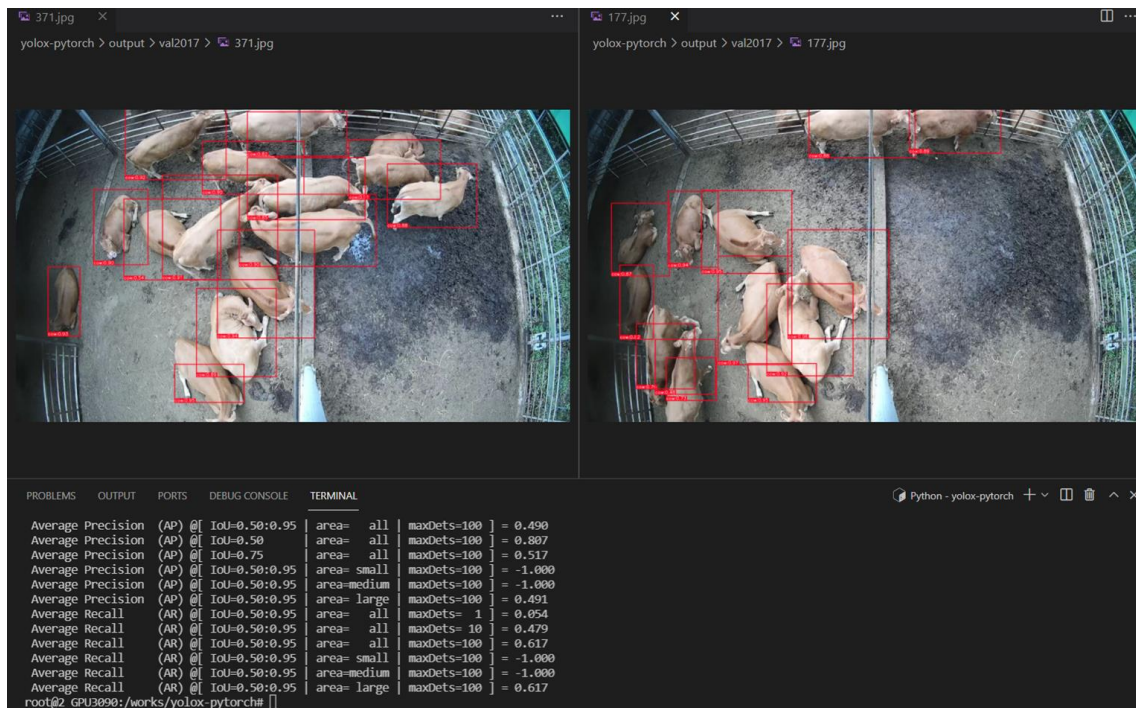 371.jpg
yolox-pytorch > output > val2017 > 371.jpg
177.jpg
yolox-pytorch > output > val2017 > 177.jpg
PROBLEMS OUTPUT PORTS DEBUG CONSOLE TERMINAL
Python - yolox-pytorch
Average Precision (AP) @[ IoU=0.50:0.95 | area= all | maxDets=100 ] = 0.490
Average Precision (AP) @[ IoU=0.50 | area= all | maxDets=100 ] = 0.807
Average Precision (AP) @[ IoU=0.75 | area= all | maxDets=100 ] = 0.517
Average Precision (AP) @[ IoU=0.50:0.95 | area= small | maxDets=100 ] = -1.000
Average Precision (AP) @[ IoU=0.50:0.95 | area=medium | maxDets=100 ] = -1.000
Average Precision (AP) @[ IoU=0.50:0.95 | area= large | maxDets=100 ] = 0.491
Average Recall (AR) @[ IoU=0.50:0.95 | area= all | maxDets= 1 ] = 0.054
Average Recall (AR) @[ IoU=0.50:0.95 | area= all | maxDets= 10 ] = 0.479
Average Recall (AR) @[ IoU=0.50:0.95 | area= all | maxDets=100 ] = 0.617
Average Recall (AR) @[ IoU=0.50:0.95 | area= small | maxDets=100 ] = -1.000
Average Recall (AR) @[ IoU=0.50:0.95 | area=medium | maxDets=100 ] = -1.000
Average Recall (AR) @[ IoU=0.50:0.95 | area= large | maxDets=100 ] = 0.617
root@2 GPU3090:/works/yolox-pytorch#